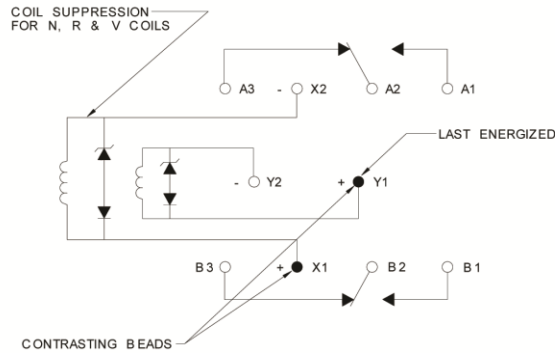 COIL SUPPRESSION
FOR N, R & V COILS
A3
- X2
A2
A1
LAST ENERGIZED
- Y2
+ Y1
B3
+ X1
B2
B1
CONTRASTING BEADS